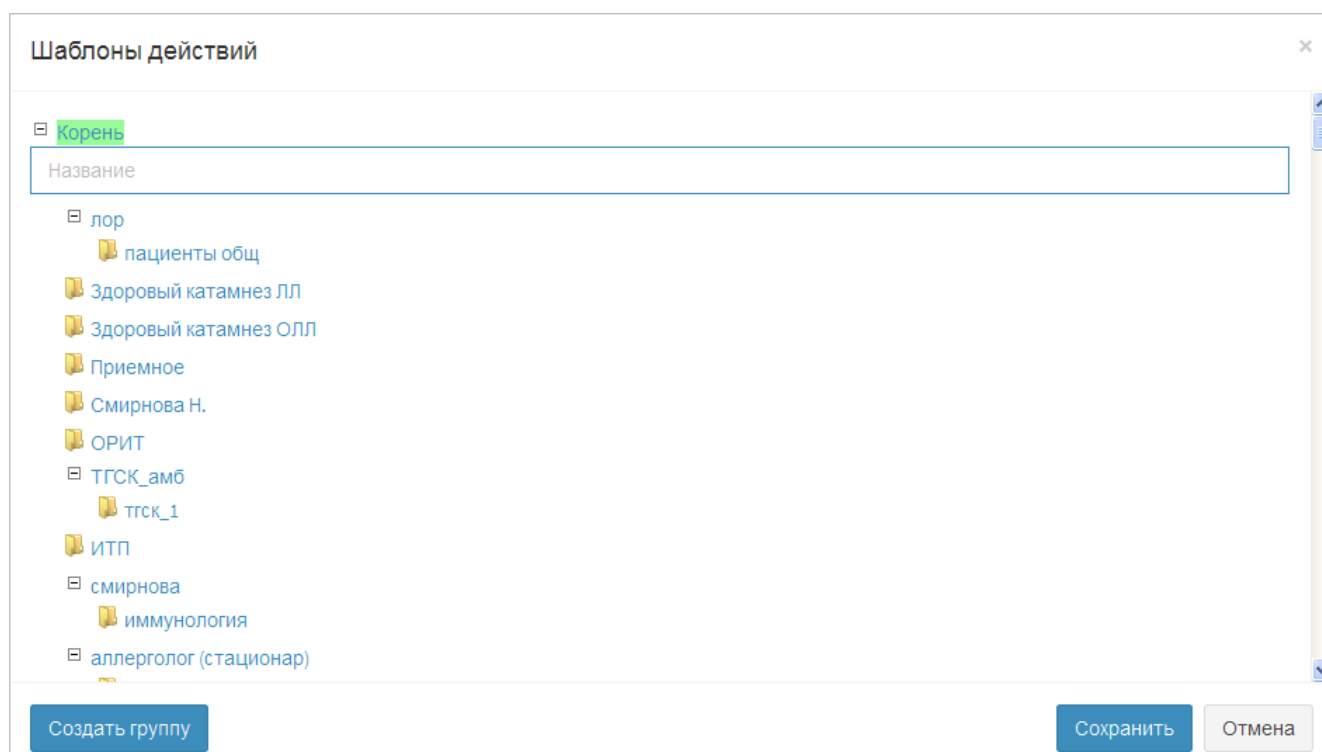 Шаблоны действий
×
Корень
Название
лор
пациенты общ
Здоровый катамнез ЛЛ
Здоровый катамнез ОЛЛ
Приемное
Смирнова Н.
ОРИТ
ТГСК_амб
тгск_1
ИТП
смирнова
иммунология
аллерголог (стационар)
Создать группу
Сохранить
Отмена